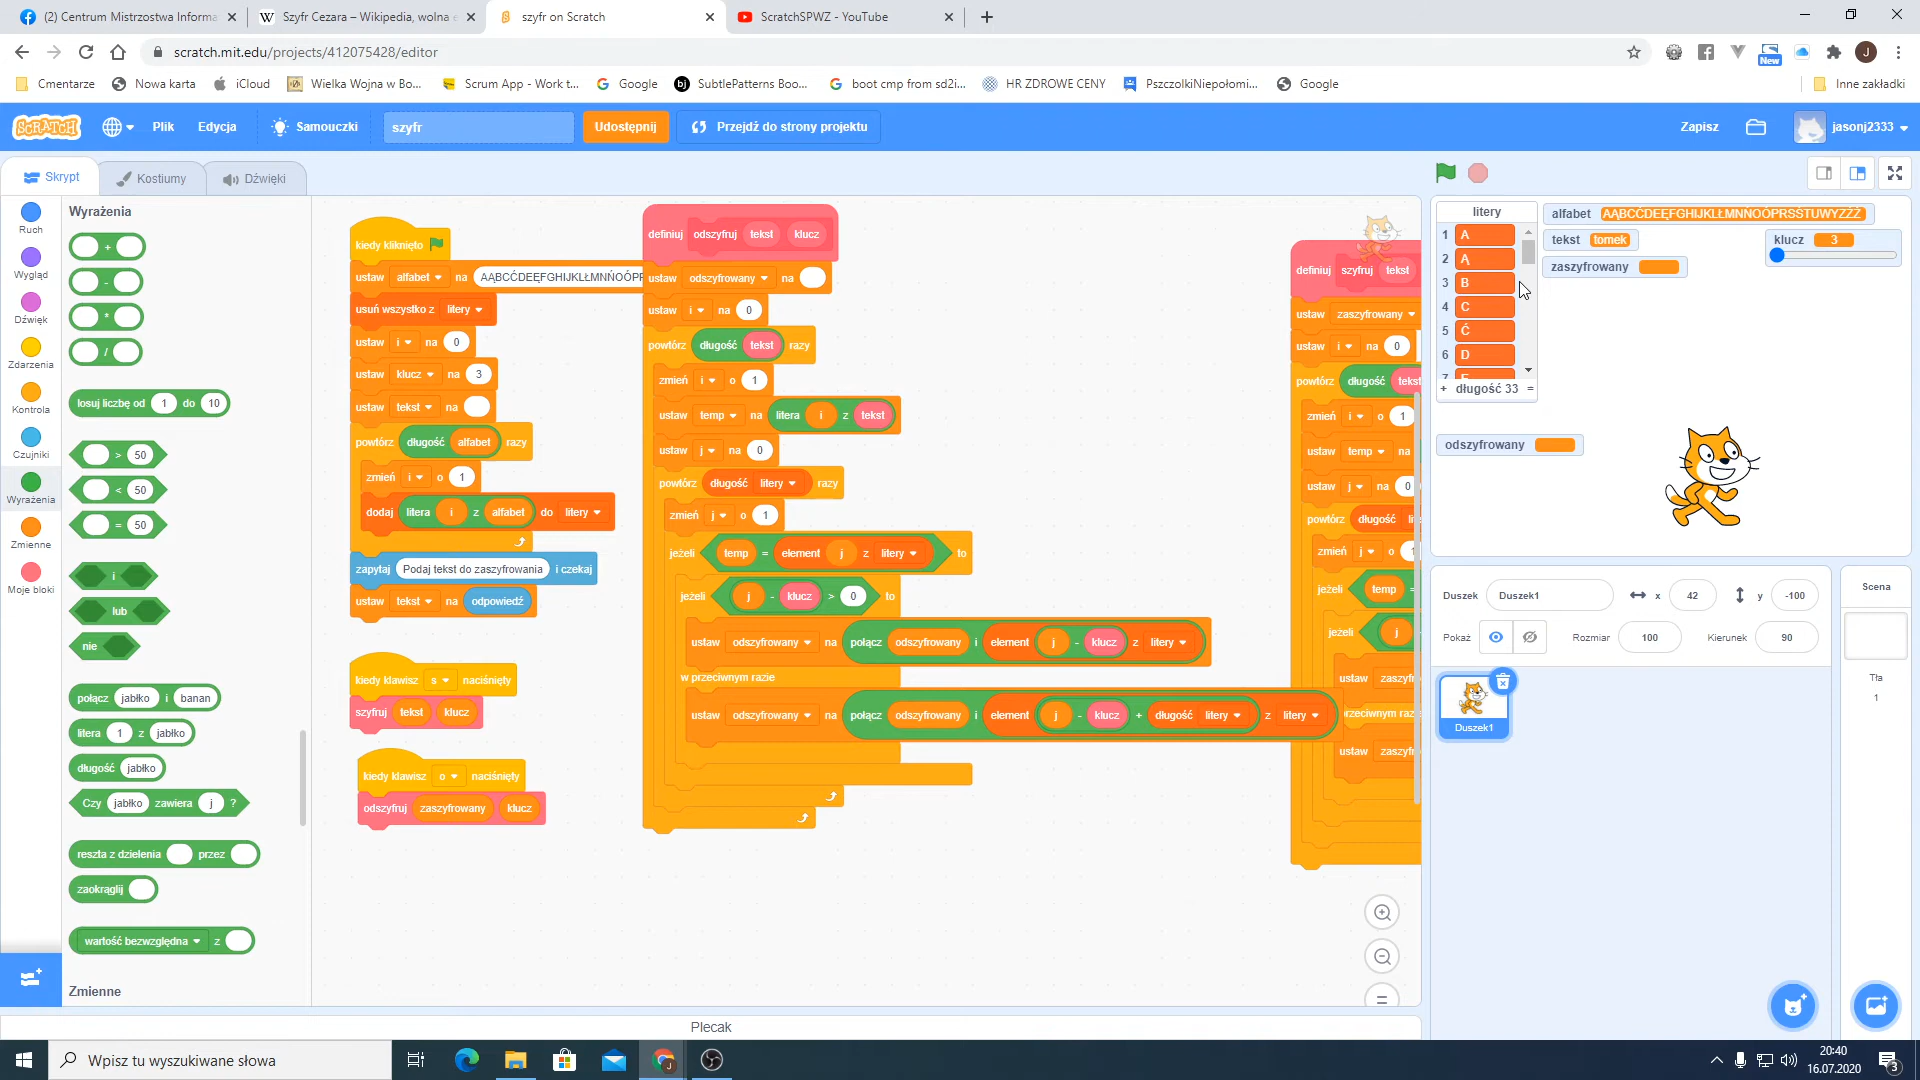 (2) Centrum Mistrzostwa Informa
Szyfr Cezara – Wikipedia, wolna e
szyfr on Scratch
ScratchSPWZ - YouTube
scratch.mit.edu/projects/412075428/editor
New
J
Cmentarze
Nowa karta
iCloud
Wielka Wojna w Bo...
Scrum App - Work t...
Google
SubtlePatterns Boo...
boot cmp from sd2i...
HR ZDROWE CENY
PszczolkiNiepołomi...
Google
Inne zakładki
SCRATCH
Plik
Edycja
Samouczki
szyfr
Udostępnij
Przejdź do strony projektu
Zapisz
jasonj2333
Skrypt
Kostiumy
Dźwięki
Ruch
Wygląd
Dźwięk
Zdarzenia
Kontrola
Czujniki
Wyrażenia
Zmienne
Moje bloki
Wyrażenia
+
-
*
/
losuj liczbę od 1 do 10
> 50
< 50
= 50
i
lub
nie
połącz jabłko i banan
litera 1 z jabłko
długość jabłko
Czy jabłko zawiera j ?
reszta z dzielenia przez
zaokrąglij
wartość bezwzględna z
Zmienne
kiedy kliknięto
ustaw alfabet na AĄBCĆDEĘFGHIJKLŁMNŃOÓPR
usuń wszystko z litery
ustaw i na 0
ustaw klucz na 3
ustaw tekst na
powtórz długość alfabet razy
zmień i o 1
dodaj litera i z alfabet do litery
zapytaj Podaj tekst do zaszyfrowania i czekaj
ustaw tekst na odpowiedź
kiedy klawisz s naciśnięty
szyfruj tekst klucz
kiedy klawisz o naciśnięty
odszyfruj zaszyfrowany klucz
definiuj odszyfruj tekst klucz
ustaw odszyfrowany na
ustaw i na 0
powtórz długość tekst razy
zmień i o 1
ustaw temp na litera i z tekst
ustaw j na 0
powtórz długość litery razy
zmień j o 1
jeżeli temp = element j z litery to
jeżeli j - klucz > 0 to
ustaw odszyfrowany na połącz odszyfrowany i element j - klucz z litery
w przeciwnym razie
ustaw odszyfrowany na połącz odszyfrowany i element j - klucz + długość litery z litery
definiuj szyfruj tekst
ustaw zaszyfrowany
ustaw i na 0
powtórz długość tekst
zmień i o 1
ustaw temp na
ustaw j na 0
powtórz długość
zmień j o
jeżeli temp =
jeżeli j
ustaw zaszyf
rzeciwnym raz
ustaw zaszyf
Plecak
litery
1 A
2 Ą
3 B
4 C
5 Ć
6 D
7 E
+ długość 33 =
alfabet AĄBCĆDEĘFGHIJKLŁMNŃOÓPRSŚTUWYZŹŻ
tekst tomek
klucz 3
zaszyfrowany
odszyfrowany
Duszek Duszek1 x 42 y -100
Pokaż Rozmiar 100 Kierunek 90
Duszek1
Scena
Tła
1
Wpisz tu wyszukiwane słowa
J
20:40
16.07.2020
3